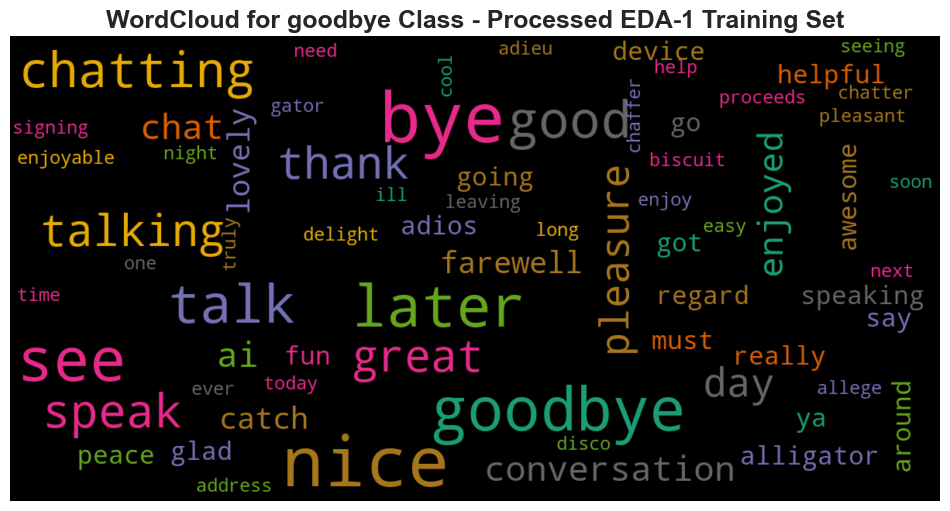 WordCloud for goodbye Class - Processed EDA-1 Training Set
need
adieu
seeing
device
chatting
cool
help
helpful
gator
proceeds
chatter
bye
good
chaffer
pleasant
signing
chat
lovely
go
enjoyable
night
thank
biscuit
enjoyed
awesome
going
pleasure
ill
leaving
enjoy
soon
talking
truly
delight
adios
long
easy
got
one
farewell
next
time
talk
later
regard
speaking
say
must
see
ai
fun
great
really
ever
today
day
allege
speak
catch
goodbye
ya
around
peace
glad
disco
alligator
nice
conversation
address